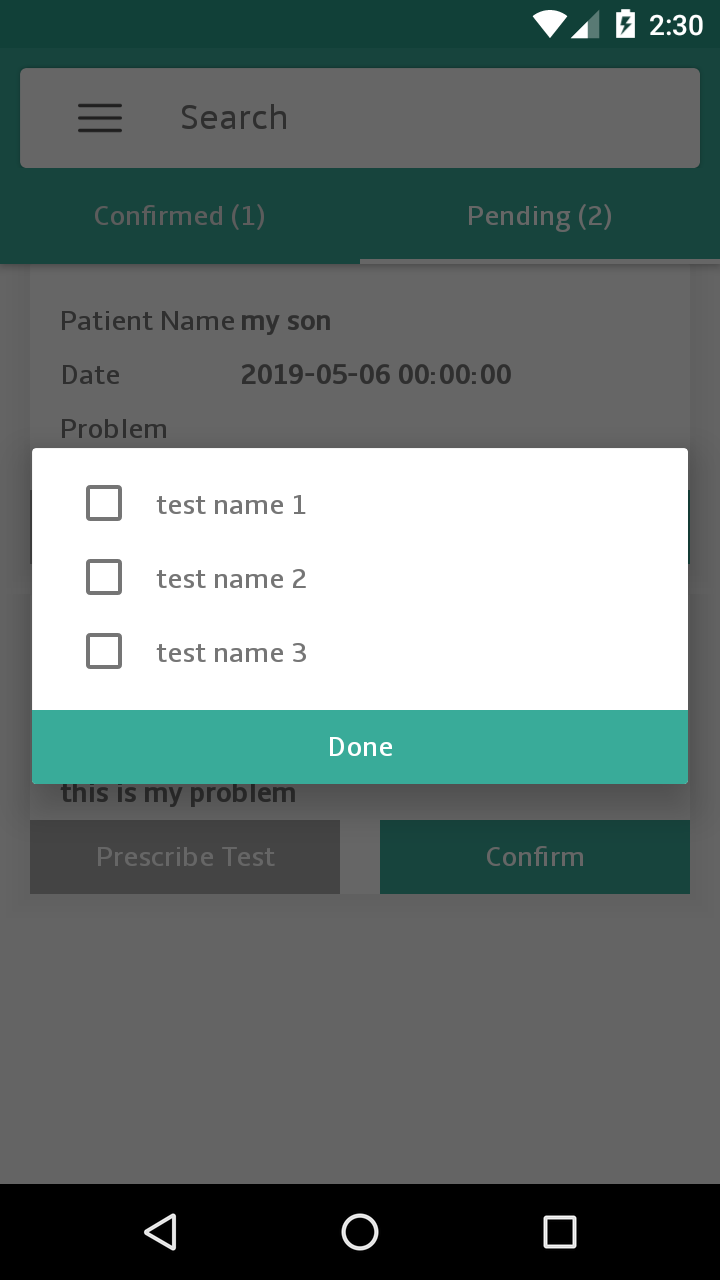 2:30
Search
Confirmed (1) Pending (2)
Patient Name my son
Date 2019-05-06 00:00:00
Problem
test name 1
test name 2
test name 3
Done
this is my problem
Prescribe Test Confirm